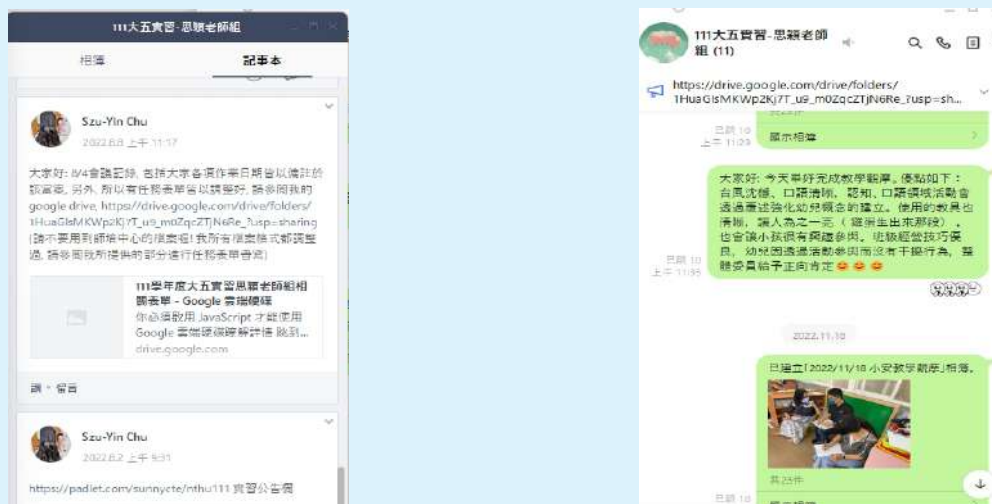 111大五實習-思穎老師組
相簿
記事本
Szu-Yin Chu
2022.8.8 上午 11:17
大家好: 8/4會議記錄, 包括大家各項作業日期皆以備註於
該當案, 另外, 所以有任務表單皆以調整好, 請參閱我的
google drive, https://drive.google.com/drive/folders/
1HuaGIsMKWp2Kj7T_u9_m0ZqcZTjN6Re_?usp=sharing
(請不要用到師培中心的檔案喔! 我所有檔案格式都調整
過, 請參閱我所提供的部分進行任務表單書寫)
111學年度大五實習思穎老師組相
關表單 - Google 雲端硬碟
你必須啟用 JavaScript 才能使用
Google 雲端硬碟瞭解詳情 跳到...
drive.google.com
讚・留言
Szu-Yin Chu
2022.8.2 上午 9:31
https://padlet.com/sunnycte/nthu111 實習公告欄
111大五實習-思穎老師
組 (11)
https://drive.google.com/drive/folders/
1HuaGIsMKWp2Kj7T_u9_m0ZqcZTjN6Re_?usp=sh...
已讀 10
上午 11:23
顯示相簿
大家好: 今天舉好完成教學觀摩。優點如下：
台風沈穩、口語清晰、認知、口語領域活動會
透過覆述強化幼兒概念的建立。使用的教具也
清晰，讓人為之一亮（雞蛋生出來那段），
也會讓小孩很有興趣參與。班級經營技巧優
良，幼兒因透過活動參與而沒有干擾行為，整
體委員給予正向肯定
已讀 10
上午 11:35
2022.11.18
已建立「2022/11/18 小安教學觀摩」相簿。
共23件
已讀 10
顯示相簿